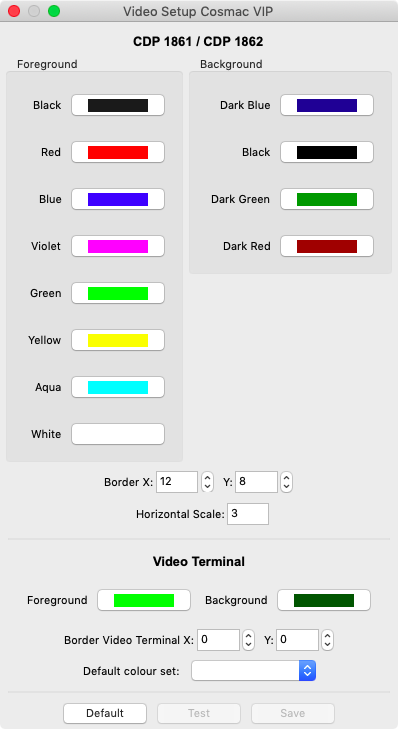 Video Setup Cosmac VIP
CDP 1861 / CDP 1862
Foreground Background
Black Dark Blue
Red Black
Blue Dark Green
Violet Dark Red
Green
Yellow
Aqua
White
Border X: 12 Y: 8
Horizontal Scale: 3
Video Terminal
Foreground Background
Border Video Terminal X: 0 Y: 0
Default colour set:
Default Test Save